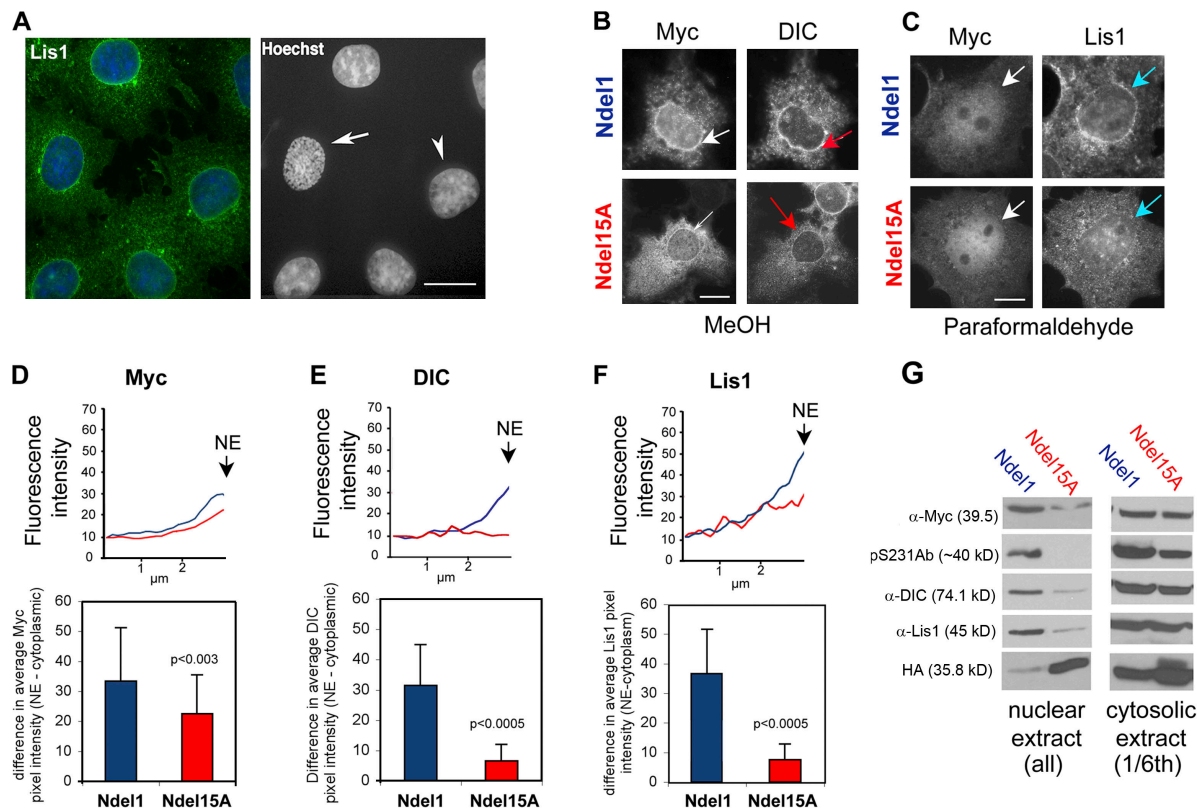 A
Lis1
Hoechst
B
Myc
DIC
Ndel1
Ndel15A
MeOH
C
Myc
Lis1
Ndel1
Ndel15A
Paraformaldehyde
D
Myc
Fluorescence
intensity
70
60
50
40
30
20
10
0
NE
1
2
µm
difference in average Myc
pixel intensity (NE - cytoplasmic)
60
50
40
30
20
10
0
p<0.003
Ndel1
Ndel15A
E
DIC
Fluorescence
intensity
70
60
50
40
30
20
10
0
NE
1
2
µm
Difference in average DIC
pixel intensity (NE - cytoplasmic)
60
50
40
30
20
10
0
p<0.0005
Ndel1
Ndel15A
F
Lis1
Fluorescence
intensity
70
60
50
40
30
20
10
0
NE
1
2
µm
difference in average Lis1 pixel
intensity (NE-cytoplasm)
60
50
40
30
20
10
0
p<0.0005
Ndel1
Ndel15A
G
Ndel1
Ndel15A
Ndel1
Ndel15A
α-Myc (39.5)
pS231Ab (~40 kD)
α-DIC (74.1 kD)
α-Lis1 (45 kD)
HA (35.8 kD)
nuclear
extract
(all)
cytosolic
extract
(1/6th)